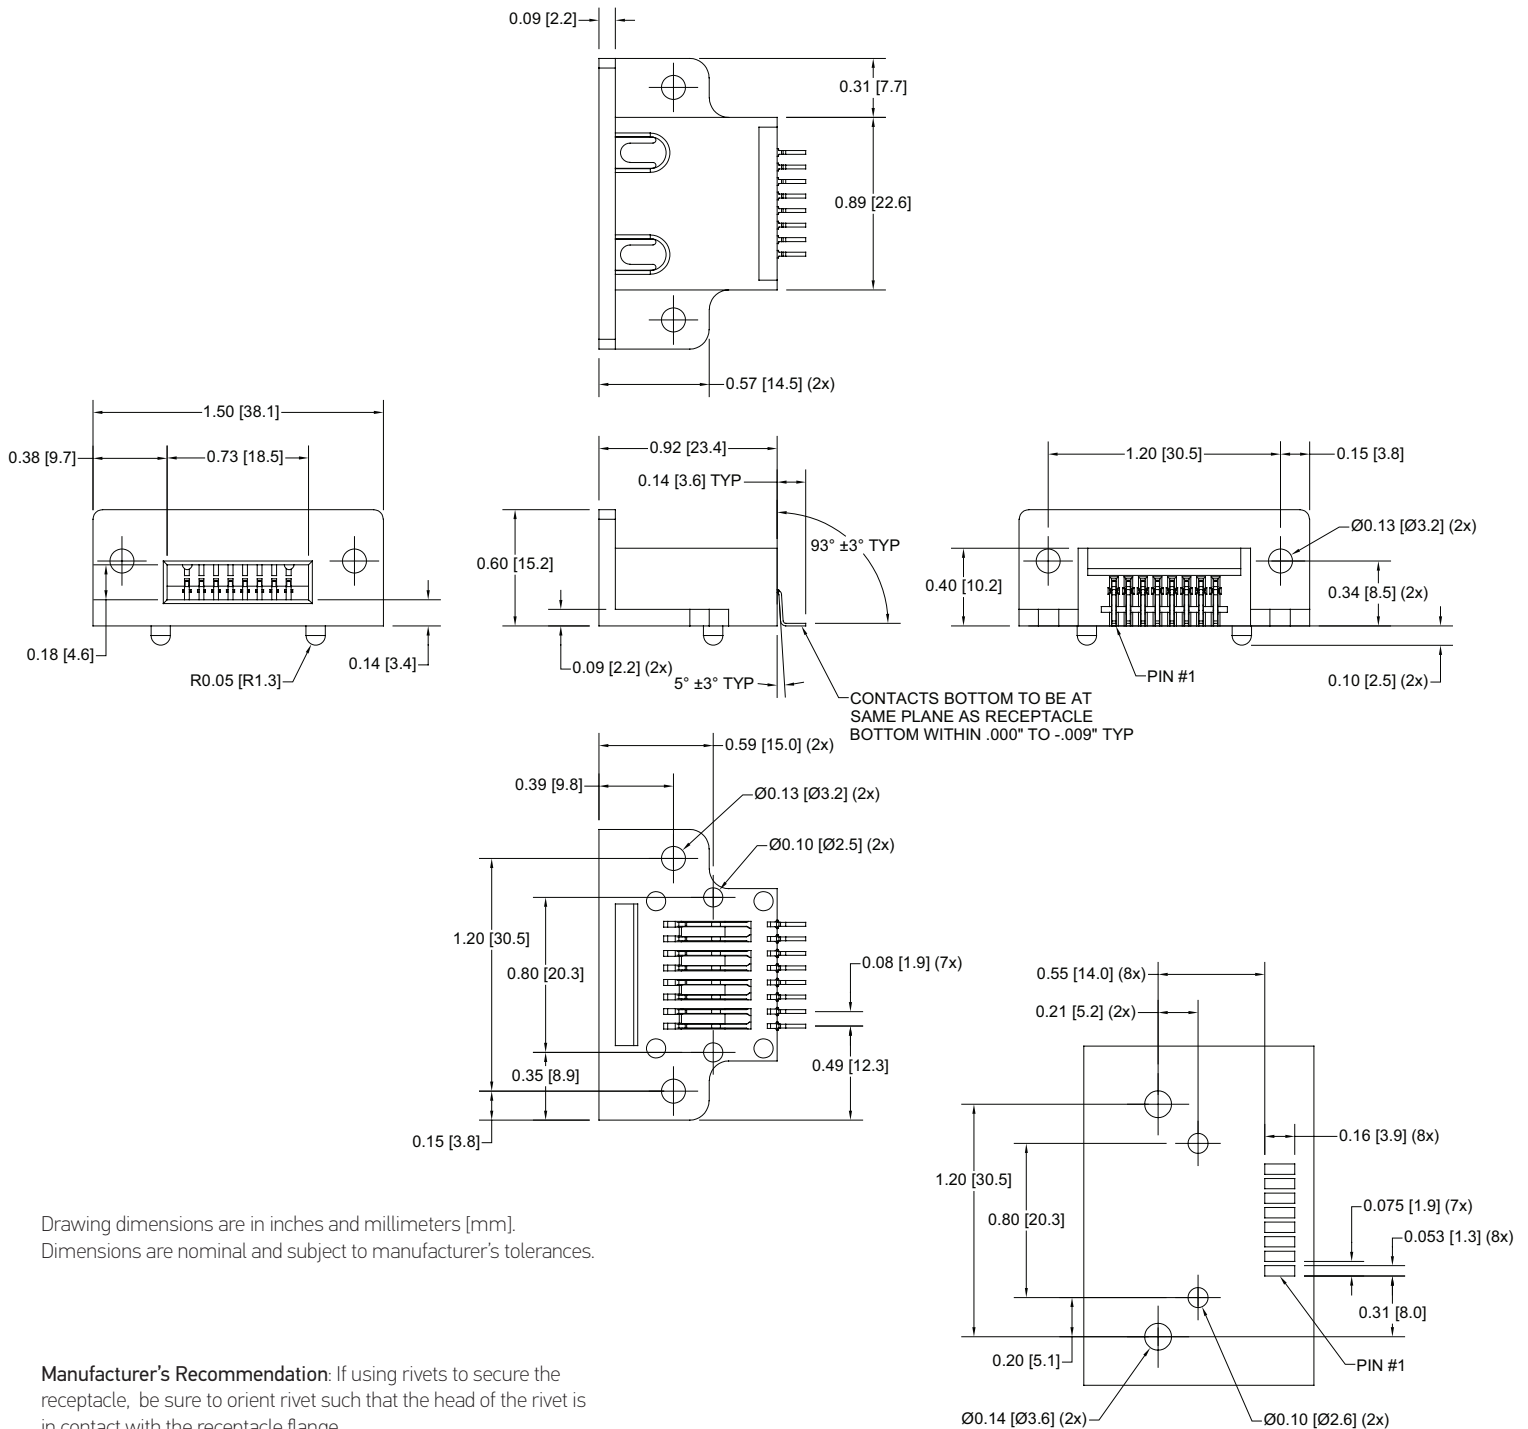 0.09 [2.2]
0.31 [7.7]
0.89 [22.6]
0.57 [14.5] (2x)
1.50 [38.1]
0.38 [9.7]
0.73 [18.5]
0.18 [4.6]
R0.05 [R1.3]
0.14 [3.4]
0.92 [23.4]
0.14 [3.6] TYP
93° ±3° TYP
0.60 [15.2]
0.09 [2.2] (2x)
5° ±3° TYP
CONTACTS BOTTOM TO BE AT
SAME PLANE AS RECEPTACLE
BOTTOM WITHIN .000" TO -.009" TYP
1.20 [30.5]
0.15 [3.8]
Ø0.13 [Ø3.2] (2x)
0.40 [10.2]
0.34 [8.5] (2x)
PIN #1
0.10 [2.5] (2x)
0.59 [15.0] (2x)
0.39 [9.8]
Ø0.13 [Ø3.2] (2x)
Ø0.10 [Ø2.5] (2x)
1.20 [30.5]
0.80 [20.3]
0.08 [1.9] (7x)
0.35 [8.9]
0.49 [12.3]
0.15 [3.8]
0.55 [14.0] (8x)
0.21 [5.2] (2x)
0.16 [3.9] (8x)
1.20 [30.5]
0.80 [20.3]
0.075 [1.9] (7x)
0.053 [1.3] (8x)
0.31 [8.0]
0.20 [5.1]
PIN #1
Ø0.14 [Ø3.6] (2x)
Ø0.10 [Ø2.6] (2x)
Drawing dimensions are in inches and millimeters [mm].
Dimensions are nominal and subject to manufacturer's tolerances.
Manufacturer's Recommendation: If using rivets to secure the
receptacle, be sure to orient rivet such that the head of the rivet is
in contact with the receptacle flange.